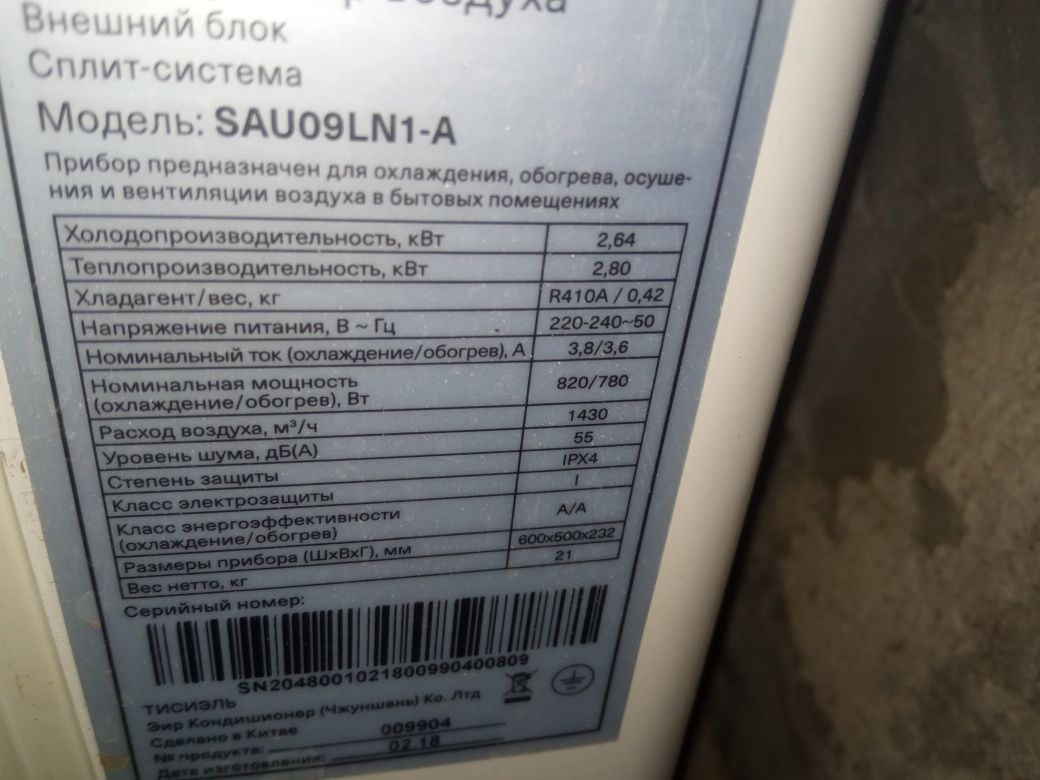 воздуха
Внешний блок
Сплит-система
Модель: SAU09LN1-A
Прибор предназначен для охлаждения, обогрева, осуше-
ния и вентиляции воздуха в бытовых помещениях
Холодопроизводительность, кВт 2,64
Теплопроизводительность, кВт 2,80
Хладагент/вес, кг R410A / 0,42
Напряжение питания, В ~ Гц 220-240~50
Номинальный ток (охлаждение/обогрев), А 3,8/3,6
Номинальная мощность
(охлаждение/обогрев), Вт 820/780
Расход воздуха, м³/ч 1430
Уровень шума, дБ(А) 55
Степень защиты IPX4
Класс электрозащиты I
Класс энергоэффективности
(охлаждение/обогрев) A/A
Размеры прибора (ШхВхГ), мм 600x500x232
Вес нетто, кг 21
Серийный номер:
SN2048001021800990400809
ТИСИЭЛЬ
Эир Кондишионер (Чжуншань) Ко. Лтд
Сделано в Китае
№ продукта: 009904
Дата изготовления: 02.18